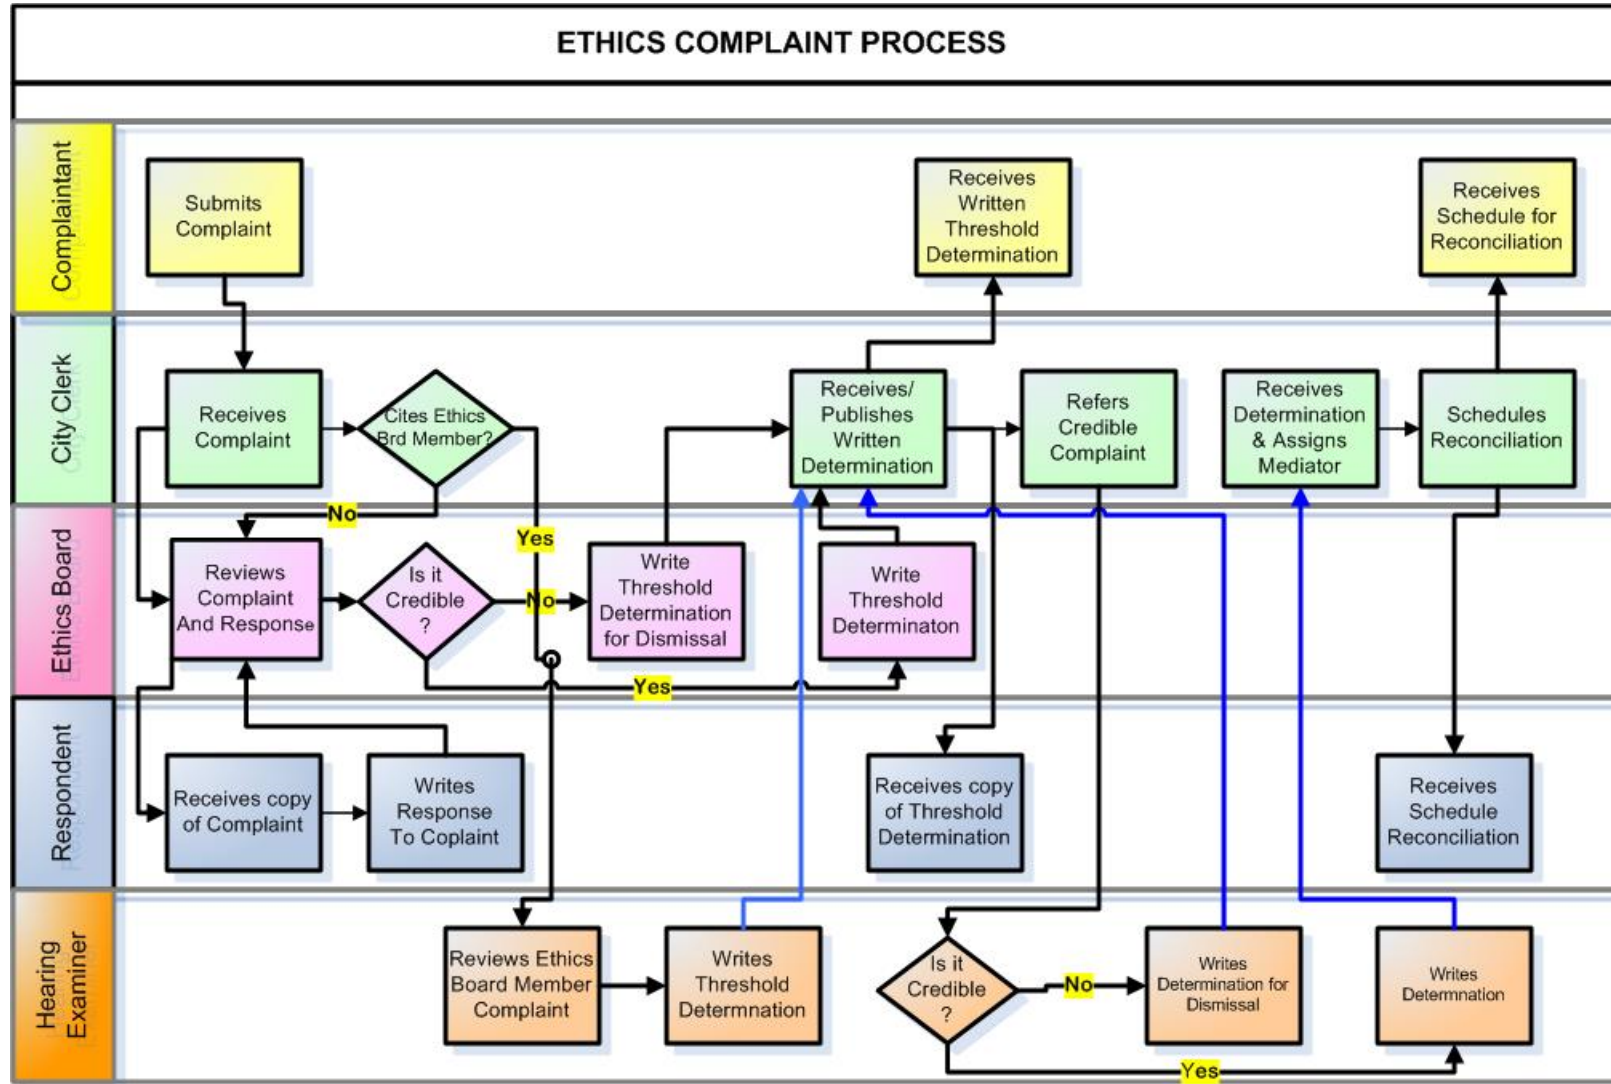 ETHICS COMPLAINT PROCESS
Complaintant
Submits
Complaint
Receives
Written
Threshold
Determination
Receives
Schedule for
Reconciliation
City Clerk
Receives
Complaint
Cites Ethics
Brd Member?
Receives/
Publishes
Written
Determination
Refers
Credible
Complaint
Receives
Determination
& Assigns
Mediator
Schedules
Reconciliation
No
Yes
Ethics Board
Reviews
Complaint
And Response
Is it
Credible
?
No
Write
Threshold
Determination
for Dismissal
Write
Threshold
Determinaton
Yes
Respondent
Receives copy
of Complaint
Writes
Response
To Coplaint
Receives copy
of Threshold
Determination
Receives
Schedule
Reconciliation
Hearing
Examiner
Reviews Ethics
Board Member
Complaint
Writes
Threshold
Determnation
Is it
Credible
?
No
Writes
Determination for
Dismissal
Writes
Determnation
Yes